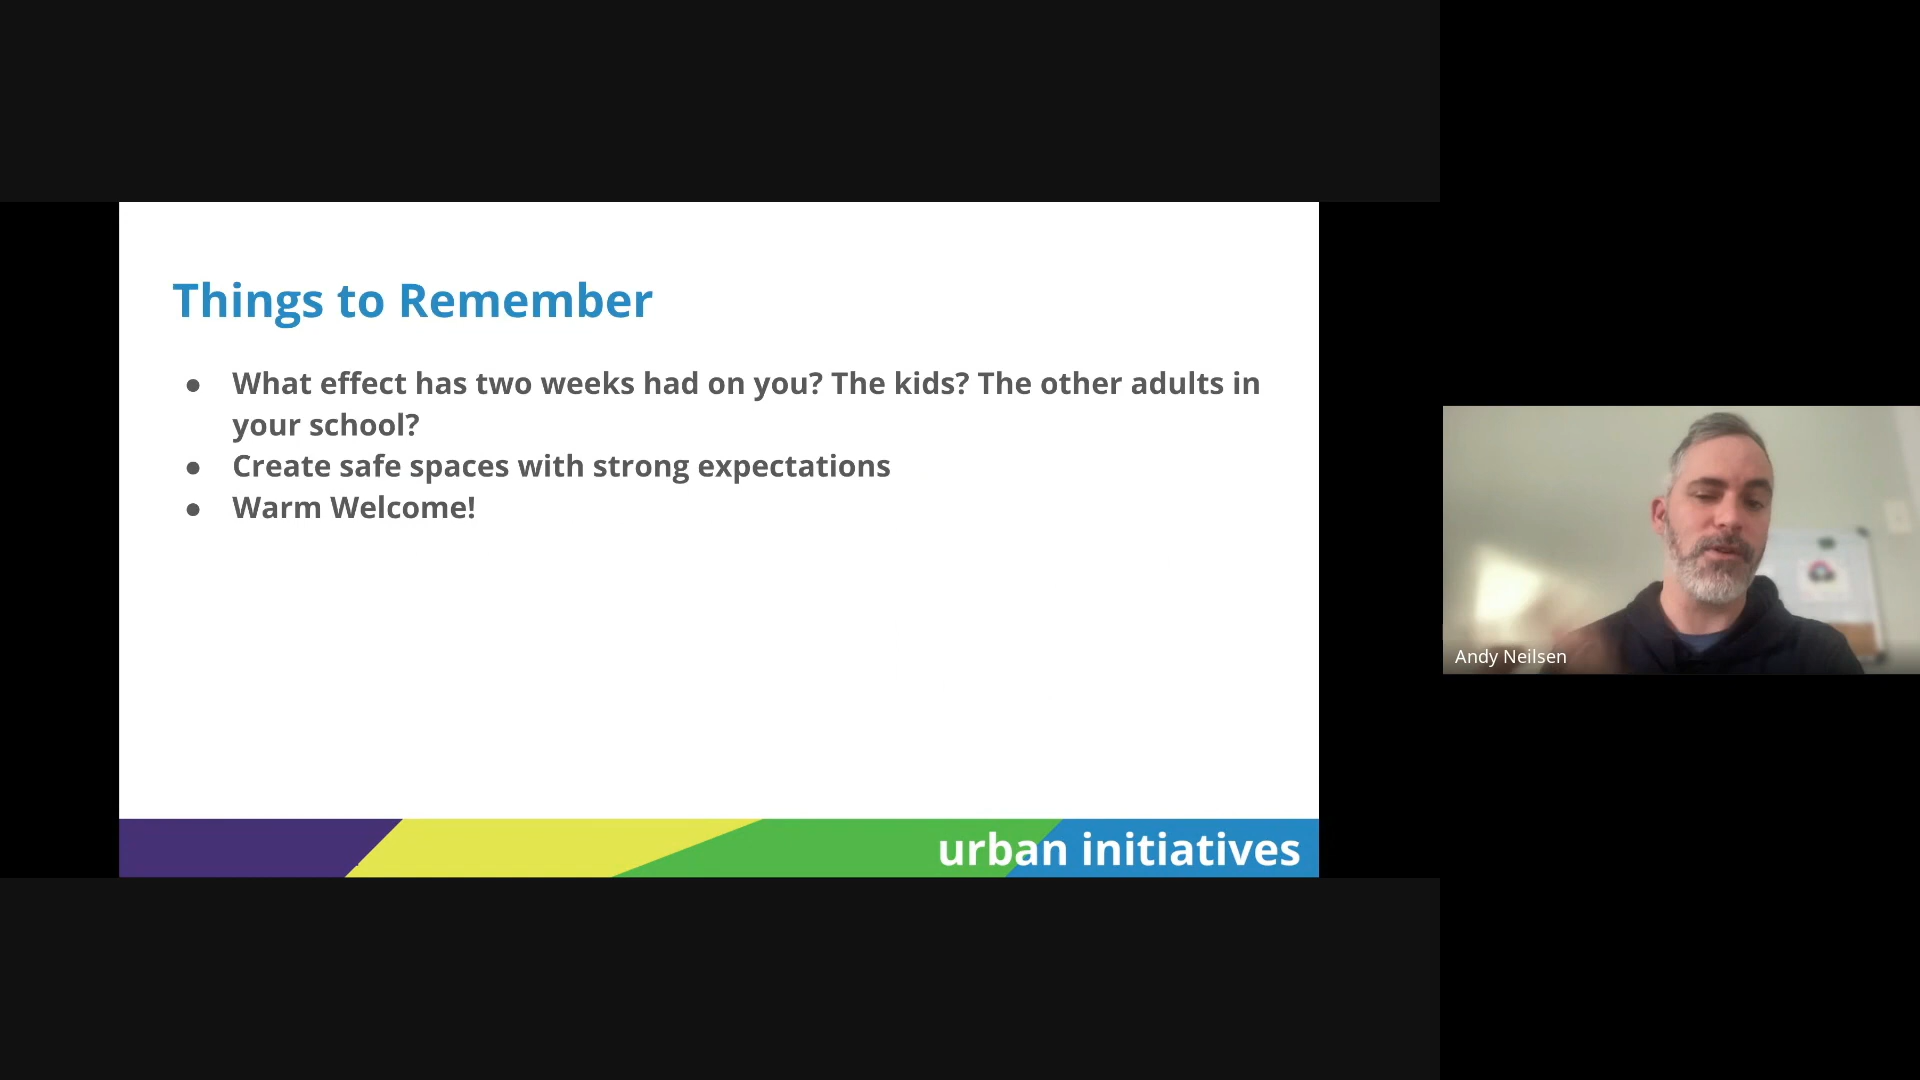 Things to Remember
● What effect has two weeks had on you? The kids? The other adults in
your school?
● Create safe spaces with strong expectations
● Warm Welcome!
urban initiatives
Andy Neilsen